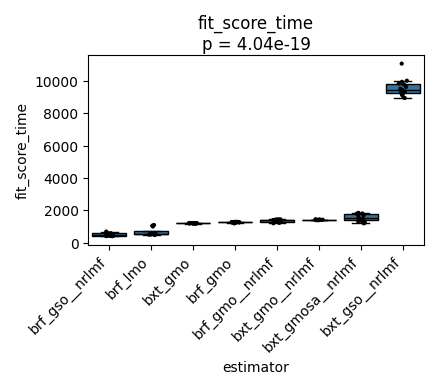 fit_score_time
p = 4.04e-19
fit_score_time
10000
8000
6000
4000
2000
0
brf_gso__nrlmf
brf_lmo
bxt_gmo
brf_gmo
brf_gmo__nrlmf
bxt_gmo__nrlmf
bxt_gmosa__nrlmf
bxt_gso__nrlmf
estimator